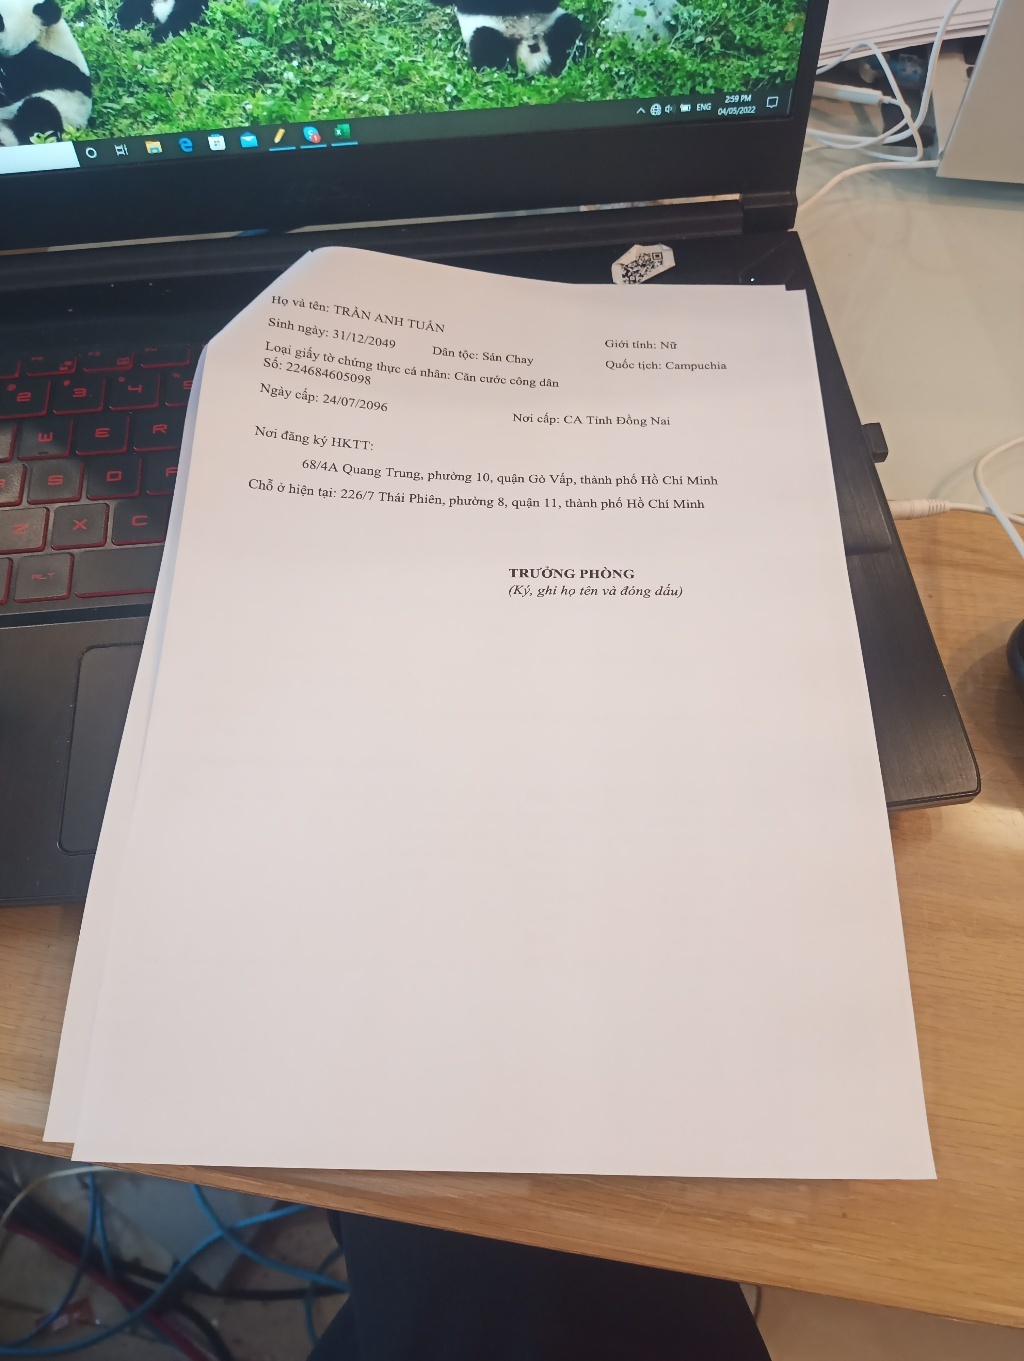 2:59 PM
ENG
04/05/2022
Họ và tên: TRẦN ANH TUẤN
Giới tính: Nữ
Sinh ngày: 31/12/2049 Dân tộc: Sán Chay Quốc tịch: Campuchia
Loại giấy tờ chứng thực cá nhân: Căn cước công dân
Số: 224684605098
Ngày cấp: 24/07/2096 Nơi cấp: CA Tỉnh Đồng Nai
Nơi đăng ký HKTT:
68/4A Quang Trung, phường 10, quận Gò Vấp, thành phố Hồ Chí Minh
Chỗ ở hiện tại: 226/7 Thái Phiên, phường 8, quận 11, thành phố Hồ Chí Minh
TRƯỞNG PHÒNG
(Ký, ghi họ tên và đóng dấu)
2 3 4
W E R
S D F
Z X C
ALT